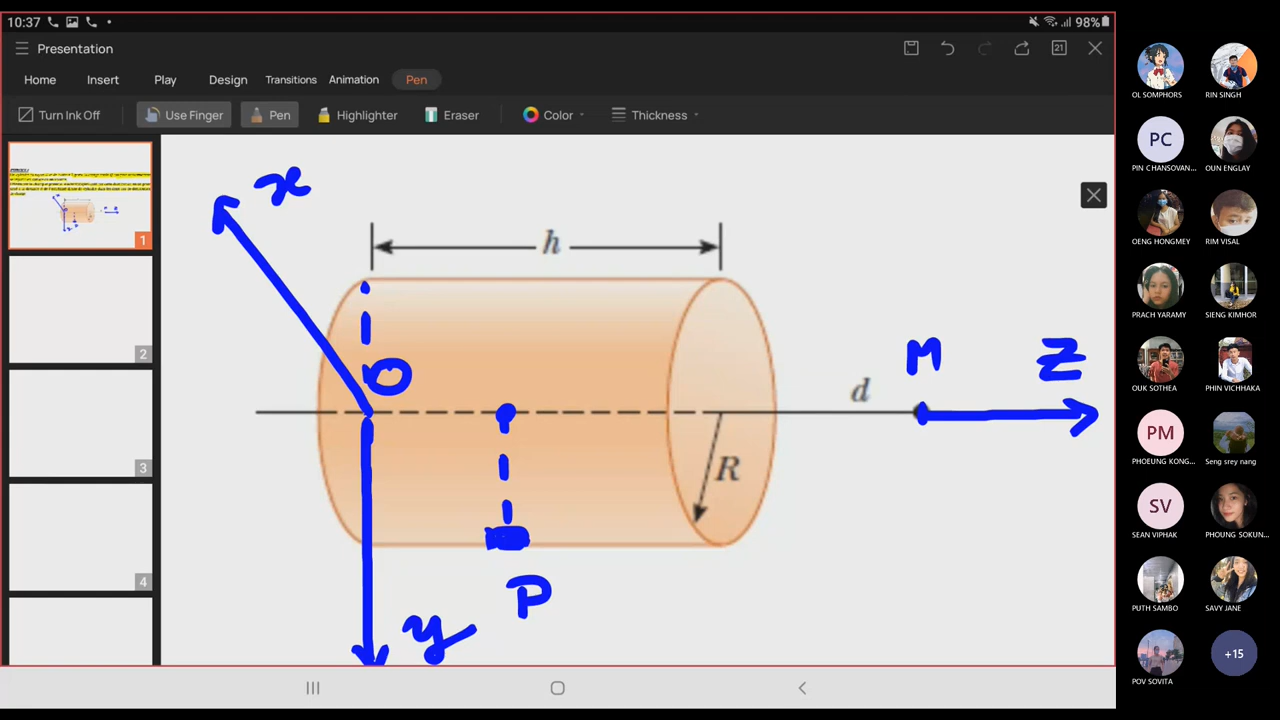 10:37
98%
Presentation
21
Home Insert Play Design Transitions Animation Pen
Turn Ink Off Use Finger Pen Highlighter Eraser Color Thickness
1
2
3
4
x
h
O
M
Z
d
R
P
y
OL SOMPHORS
RIN SINGH
PC
PIN CHANSOVAN...
OUN ENGLAY
OENG HONGMEY
RIM VISAL
PRACH YARAMY
SIENG KIMHOR
OUK SOTHEA
PHIN VICHHAKA
PM
PHOEUNG KONG...
Seng srey nang
SV
SEAN VIPHAK
PHOUNG SOKUN...
PUTH SAMBO
SAVY JANE
POV SOVITA
+15